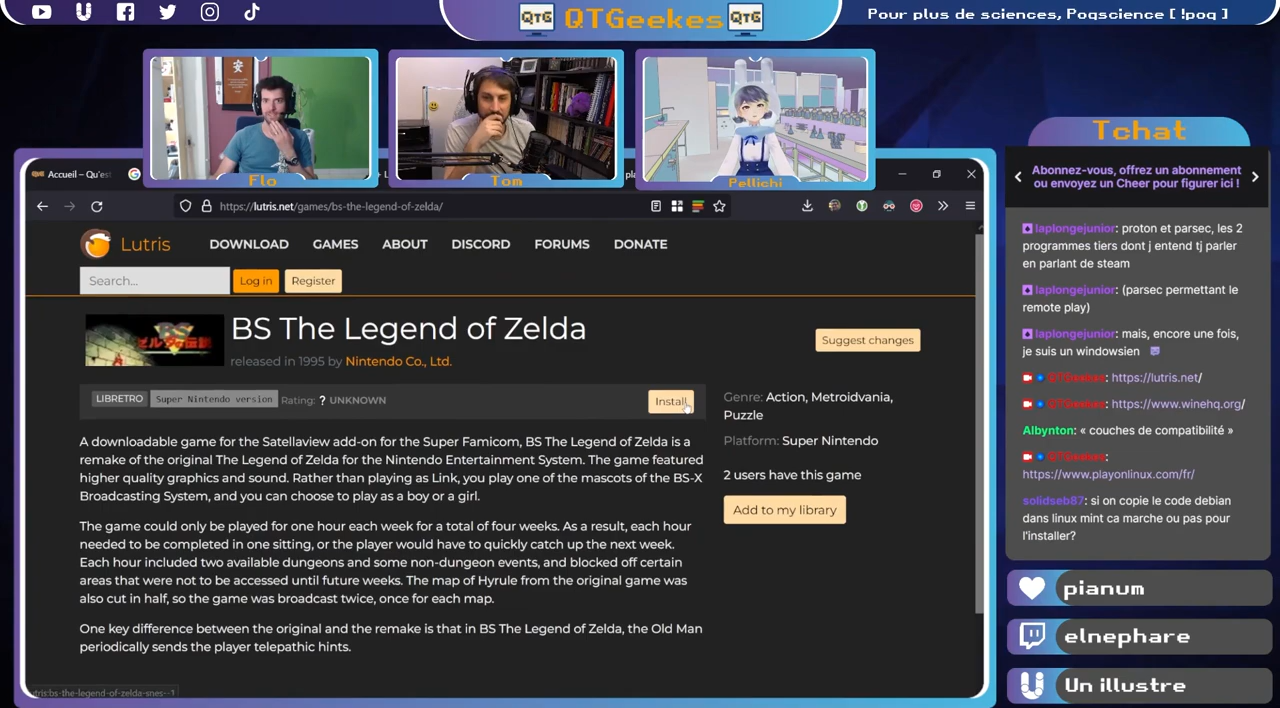 QTG QTGeekes QTG
Pour plus de sciences, Poqscience [ !poq ]
Flo
Tom
Pellichi
Accueil – Qu'es
https://lutris.net/games/bs-the-legend-of-zelda/
Lutris DOWNLOAD GAMES ABOUT DISCORD FORUMS DONATE
Search... Log in Register
BS The Legend of Zelda
released in 1995 by Nintendo Co., Ltd.
Suggest changes
LIBRETRO Super Nintendo version Rating: ? UNKNOWN Install
Genre: Action, Metroidvania,
Puzzle
Platform: Super Nintendo
2 users have this game
Add to my library
A downloadable game for the Satellaview add-on for the Super Famicom, BS The Legend of Zelda is a
remake of the original The Legend of Zelda for the Nintendo Entertainment System. The game featured
higher quality graphics and sound. Rather than playing as Link, you play one of the mascots of the BS-X
Broadcasting System, and you can choose to play as a boy or a girl.
The game could only be played for one hour each week for a total of four weeks. As a result, each hour
needed to be completed in one sitting, or the player would have to quickly catch up the next week.
Each hour included two available dungeons and some non-dungeon events, and blocked off certain
areas that were not to be accessed until future weeks. The map of Hyrule from the original game was
also cut in half, so the game was broadcast twice, once for each map.
One key difference between the original and the remake is that in BS The Legend of Zelda, the Old Man
periodically sends the player telepathic hints.
utris:bs-the-legend-of-zelda-snes--1
Tchat
Abonnez-vous, offrez un abonnement
ou envoyez un Cheer pour figurer ici !
laplongejunior: proton et parsec, les 2
programmes tiers dont j entend tj parler
en parlant de steam
laplongejunior: (parsec permettant le
remote play)
laplongejunior: mais, encore une fois,
je suis un windowsien
QTGeekes: https://lutris.net/
QTGeekes: https://www.winehq.org/
Albynton: « couches de compatibilité »
QTGeekes:
https://www.playonlinux.com/fr/
solidseb87: si on copie le code debian
dans linux mint ca marche ou pas pour
l'installer?
pianum
elnephare
Un illustre